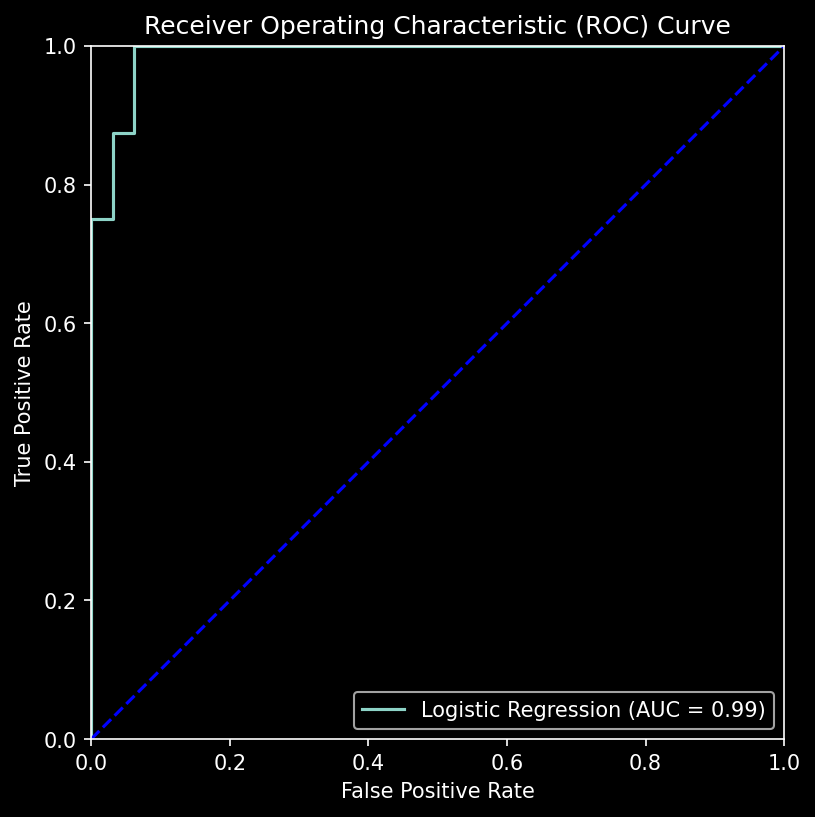 Receiver Operating Characteristic (ROC) Curve
1.0
0.8
0.6
0.4
0.2
0.0
True Positive Rate
Logistic Regression (AUC = 0.99)
0.0 0.2 0.4 0.6 0.8 1.0
False Positive Rate